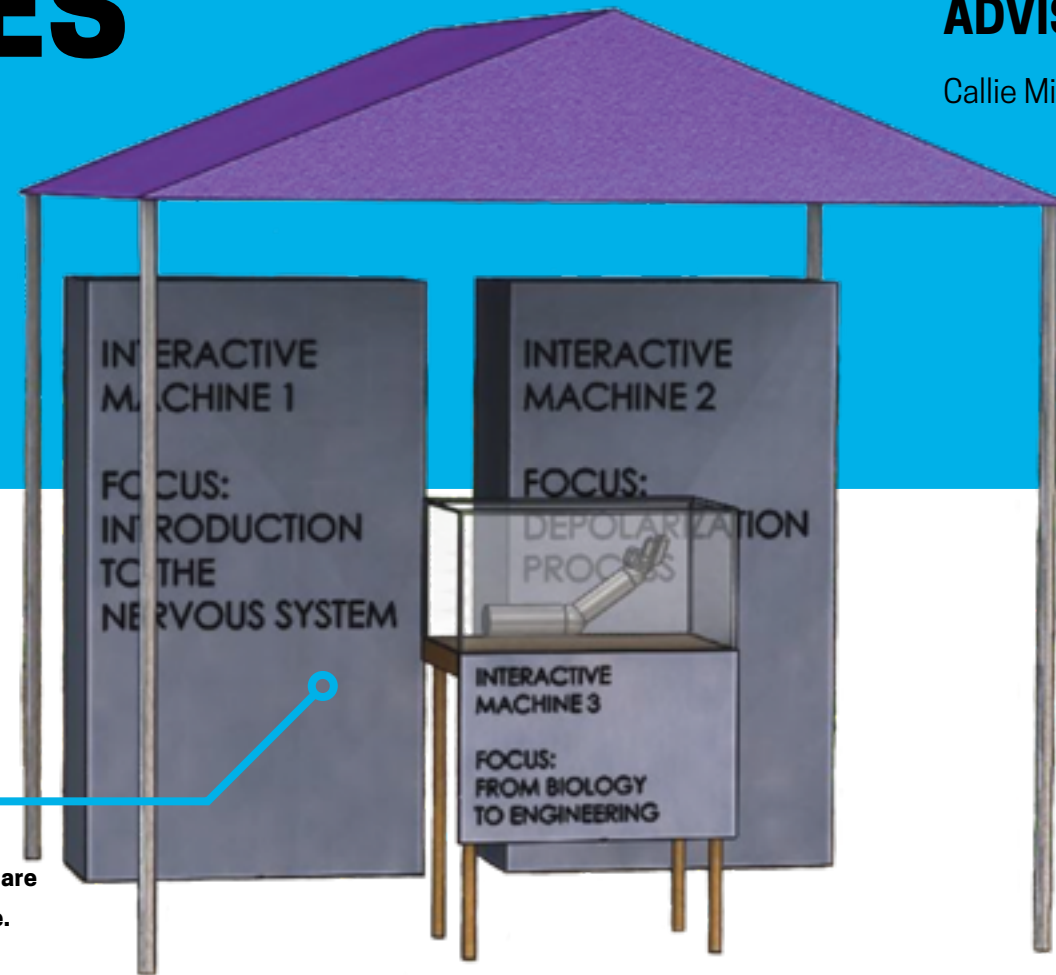 ES
ADVIS
Callie Mi
INTERACTIVE
MACHINE 1
FOCUS:
INTRODUCTION
TO THE
NERVOUS SYSTEM
INTERACTIVE
MACHINE 2
FOCUS:
DEPOLARIZATION
PROCESS
INTERACTIVE
MACHINE 3
FOCUS:
FROM BIOLOGY
TO ENGINEERING
are
e.